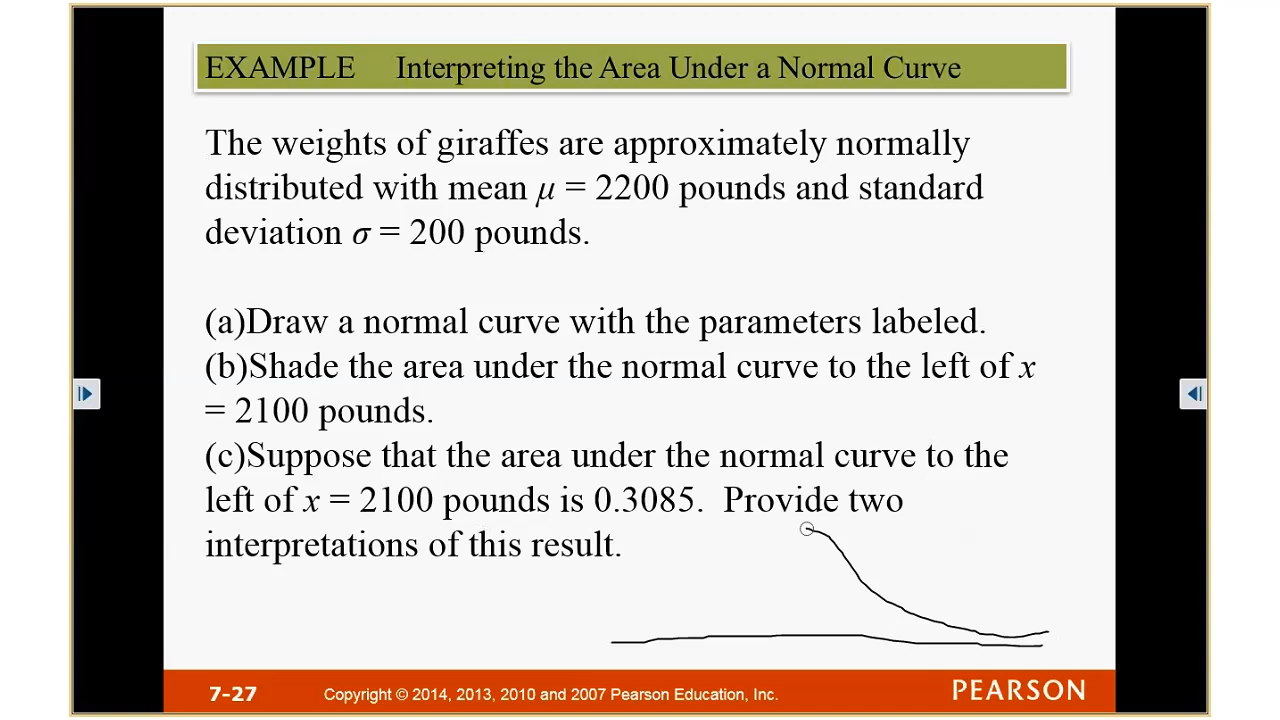 EXAMPLE Interpreting the Area Under a Normal Curve
The weights of giraffes are approximately normally
distributed with mean μ = 2200 pounds and standard
deviation σ = 200 pounds.
(a)Draw a normal curve with the parameters labeled.
(b)Shade the area under the normal curve to the left of x
= 2100 pounds.
(c)Suppose that the area under the normal curve to the
left of x = 2100 pounds is 0.3085. Provide two
interpretations of this result.
7-27 Copyright © 2014, 2013, 2010 and 2007 Pearson Education, Inc. PEARSON